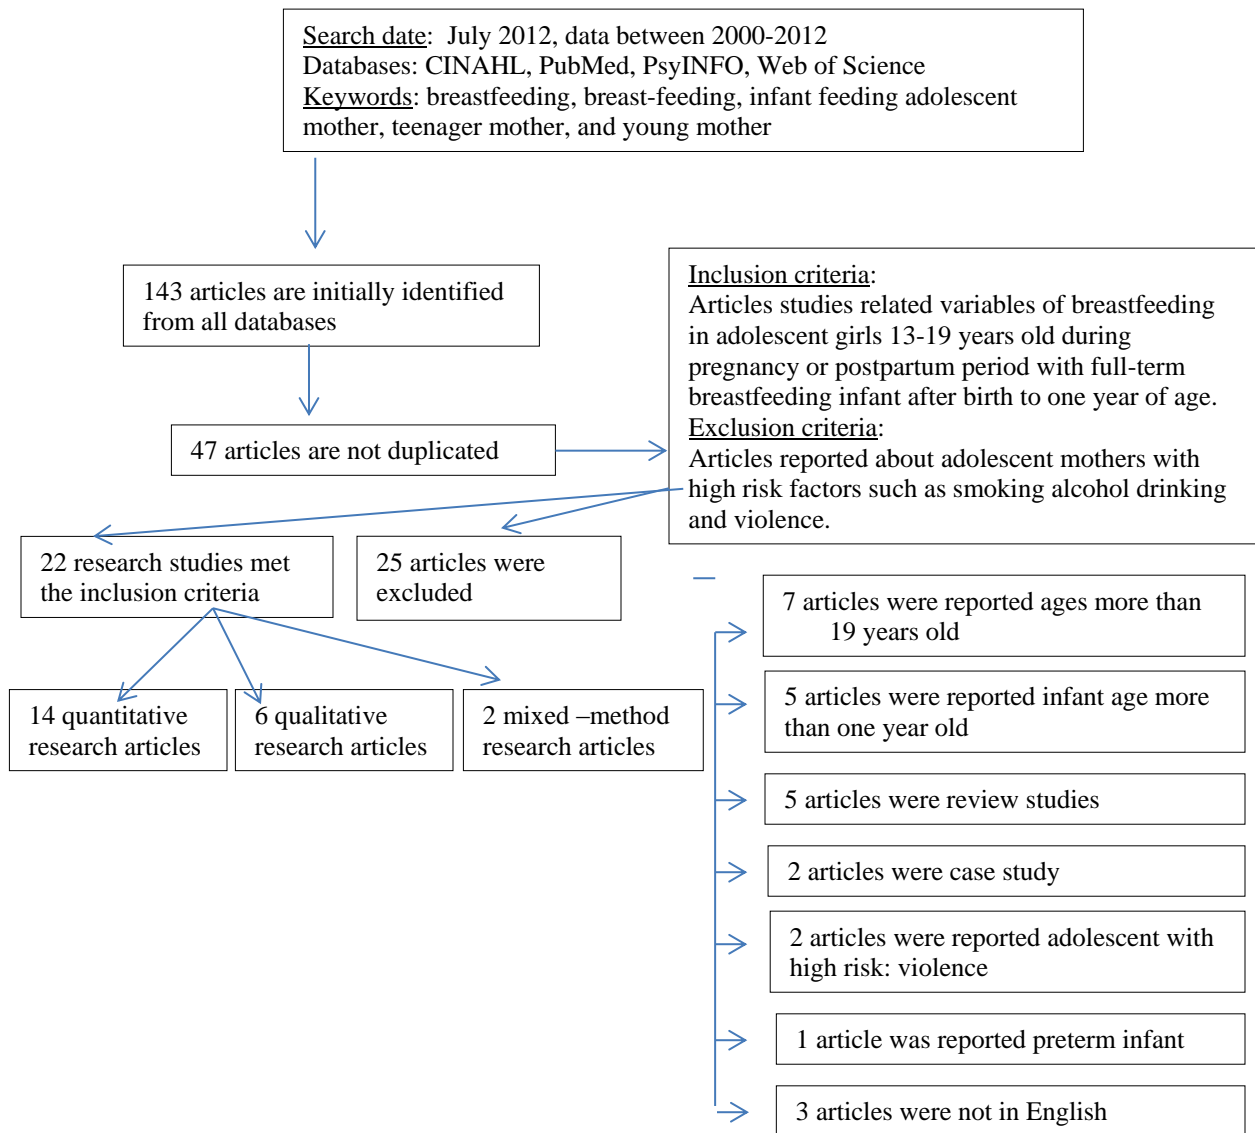 Search date: July 2012, data between 2000-2012
Databases: CINAHL, PubMed, PsyINFO, Web of Science
Keywords: breastfeeding, breast-feeding, infant feeding adolescent
mother, teenager mother, and young mother
143 articles are initially identified
from all databases
Inclusion criteria:
Articles studies related variables of breastfeeding
in adolescent girls 13-19 years old during
pregnancy or postpartum period with full-term
breastfeeding infant after birth to one year of age.
Exclusion criteria:
Articles reported about adolescent mothers with
high risk factors such as smoking alcohol drinking
and violence.
47 articles are not duplicated
22 research studies met
the inclusion criteria
25 articles were
excluded
14 quantitative
research articles
6 qualitative
research articles
2 mixed –method
research articles
7 articles were reported ages more than
19 years old
5 articles were reported infant age more
than one year old
5 articles were review studies
2 articles were case study
2 articles were reported adolescent with
high risk: violence
1 article was reported preterm infant
3 articles were not in English